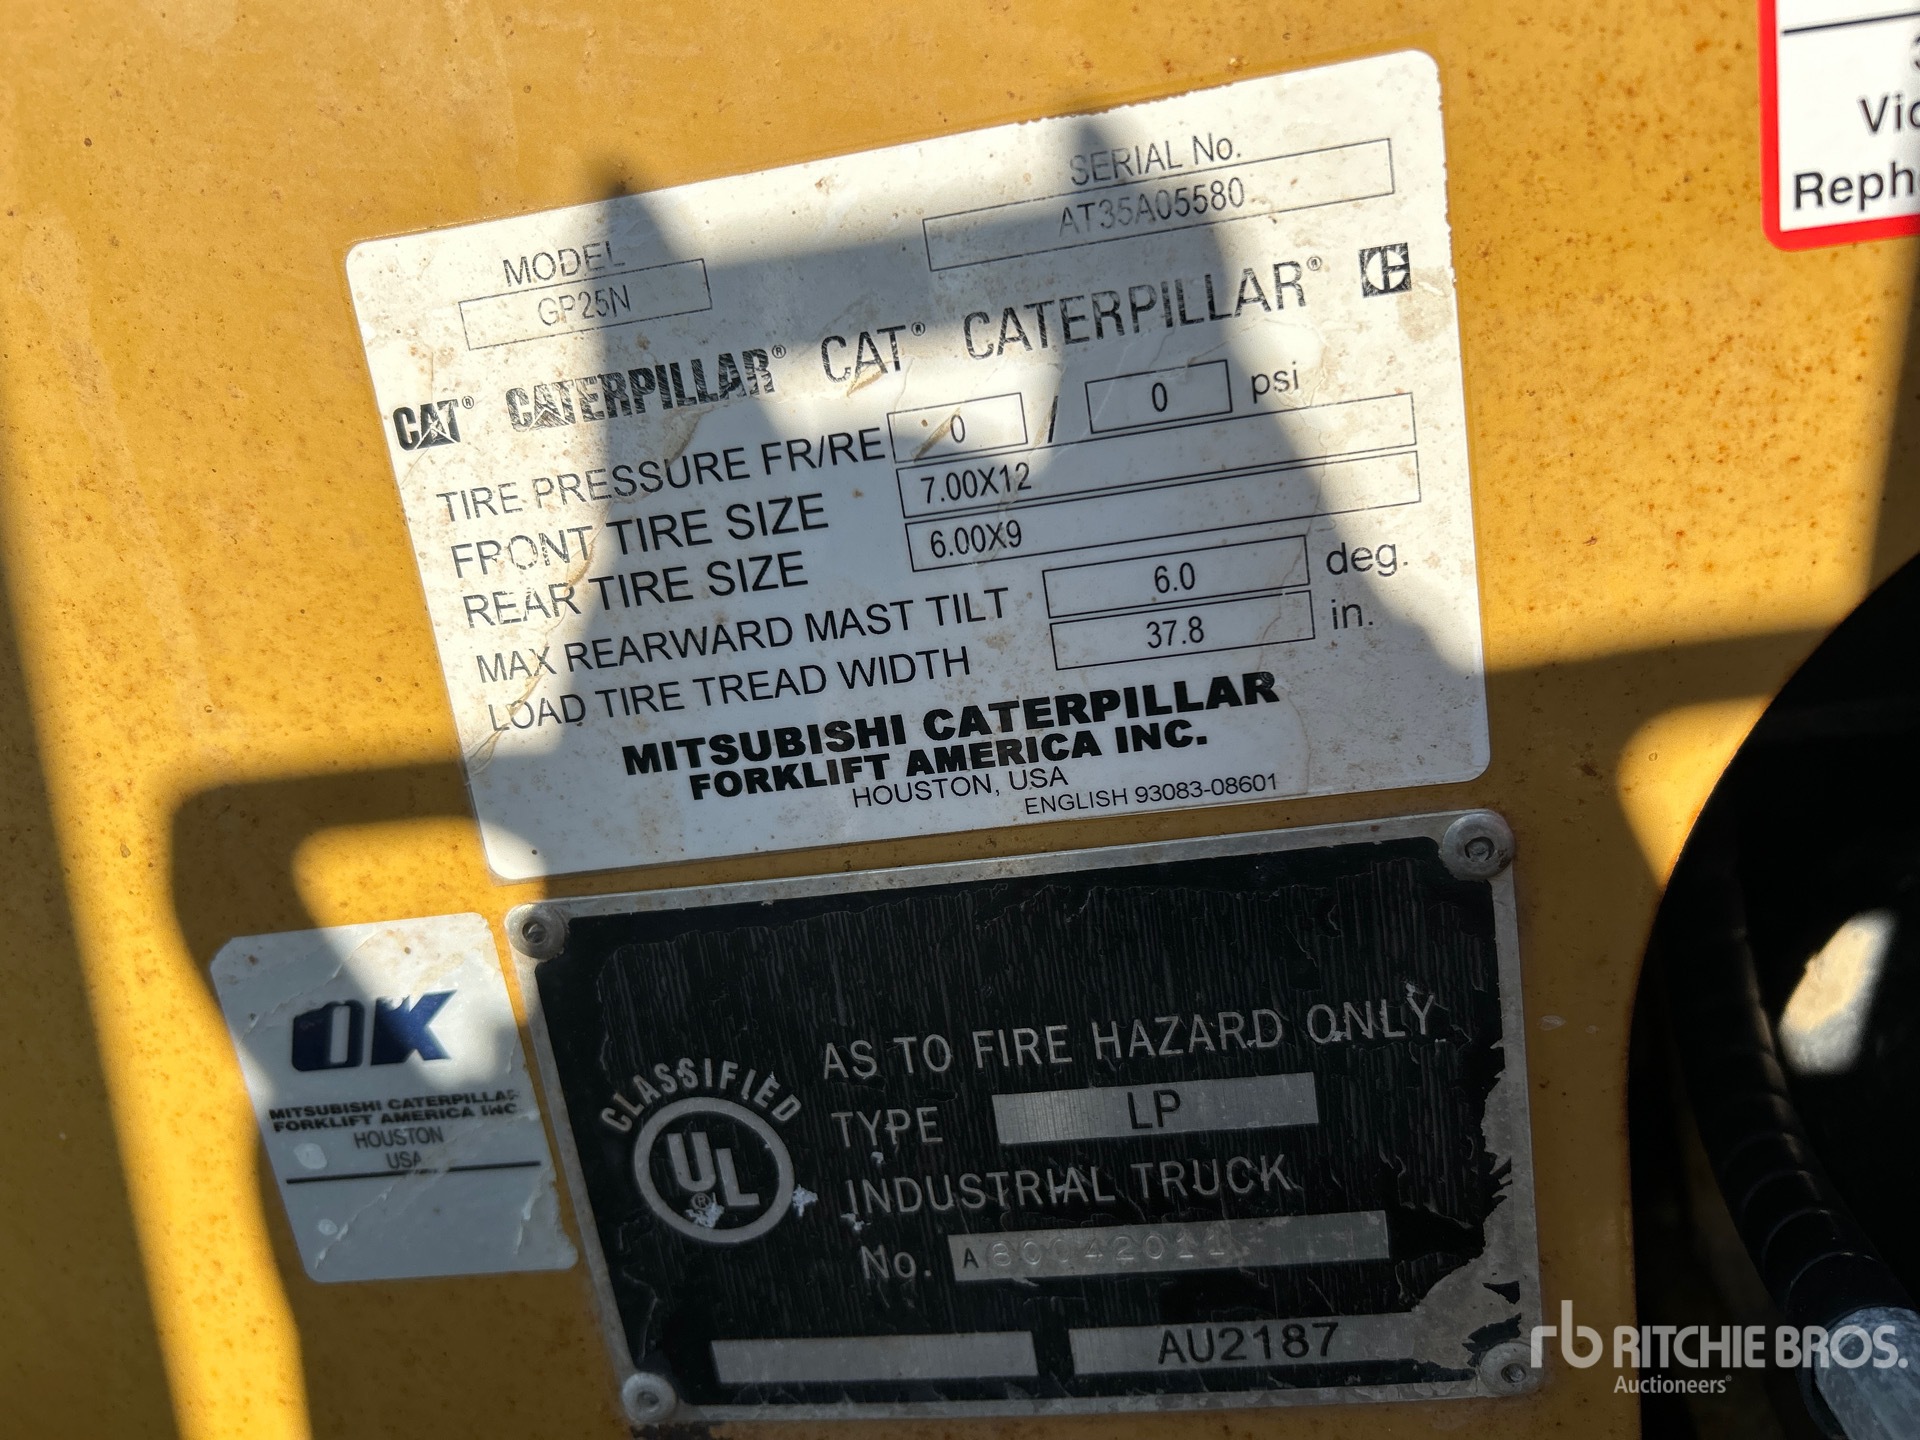 MODEL
GP25N
SERIAL No.
AT35A05580
CAT® CATERPILLAR® CAT® CATERPILLAR®
TIRE PRESSURE FR/RE 0 / 0 psi
FRONT TIRE SIZE 7.00X12
REAR TIRE SIZE 6.00X9
MAX REARWARD MAST TILT 6.0 deg.
LOAD TIRE TREAD WIDTH 37.8 in.
MITSUBISHI CATERPILLAR
FORKLIFT AMERICA INC.
HOUSTON, USA
ENGLISH 93083-08601
OK
MITSUBISHI CATERPILLAR
FORKLIFT AMERICA INC
HOUSTON
USA
CLASSIFIED
UL®
AS TO FIRE HAZARD ONLY
TYPE LP
INDUSTRIAL TRUCK
No. A
AU2187
rb RITCHIE BROS.
Auctioneers®